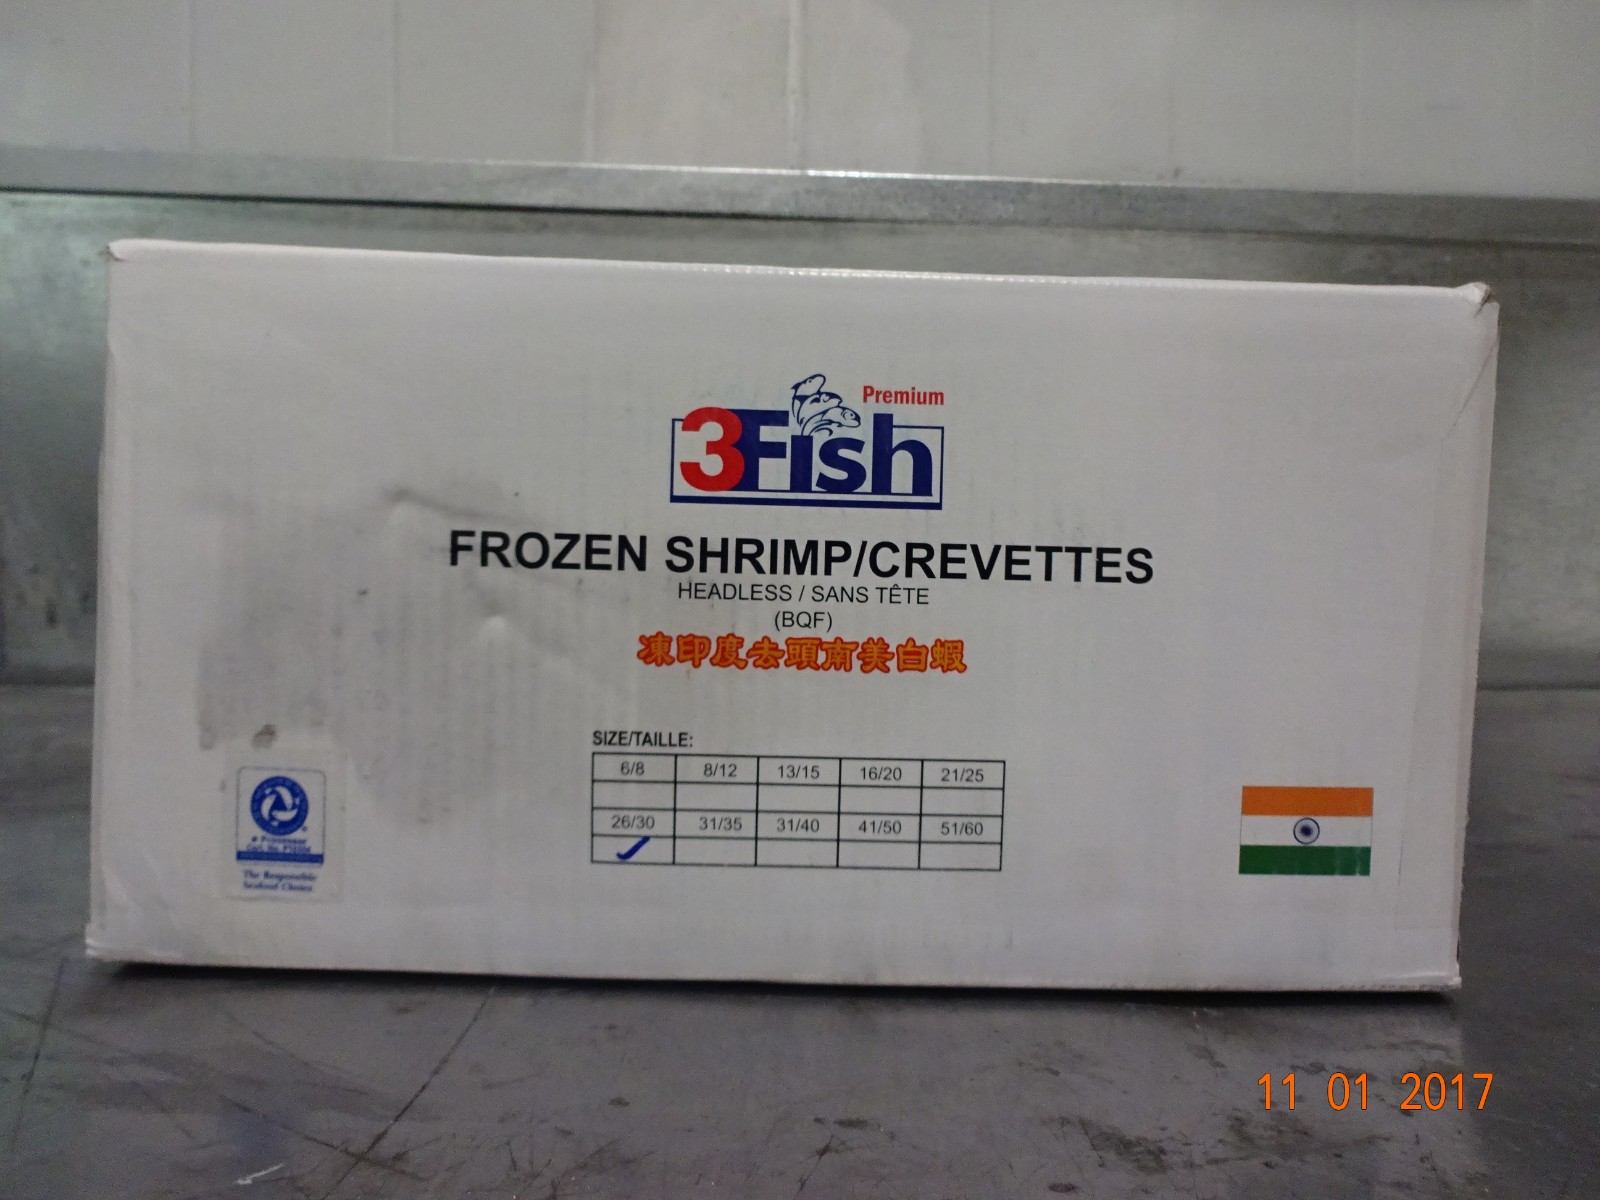 Premium
3Fish
FROZEN SHRIMP/CREVETTES
HEADLESS / SANS TÊTE
(BQF)
凍印度去頭南美白蝦
SIZE/TAILLE:
6/8 8/12 13/15 16/20 21/25
26/30 31/35 31/40 41/50 51/60
The Responsible
Seafood Choice
11 01 2017